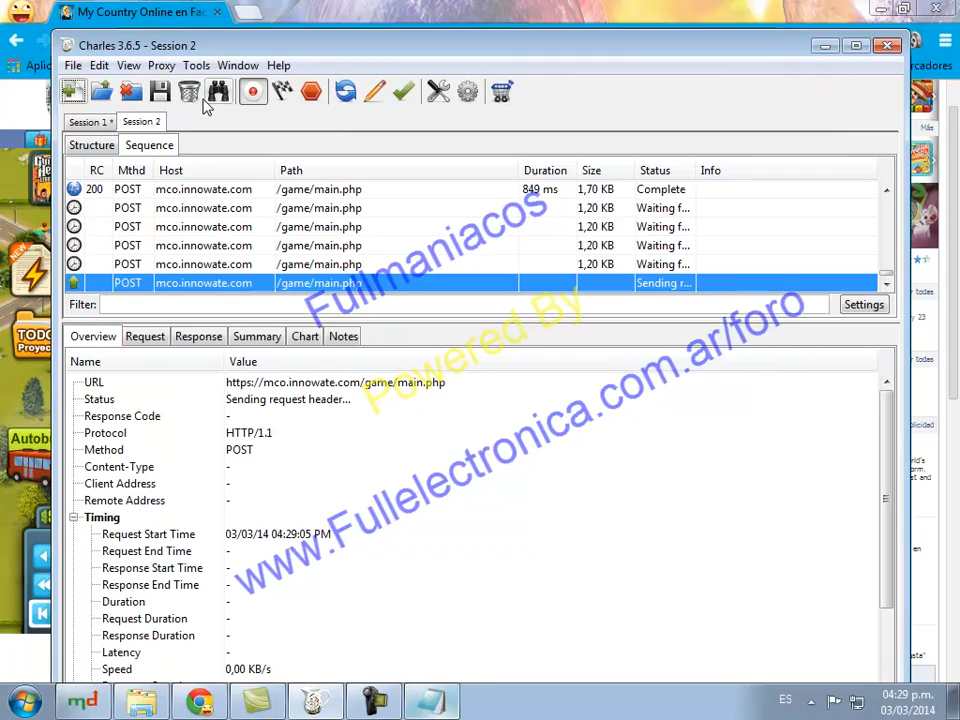 My Country Online en Fac
Charles 3.6.5 - Session 2
Aplic
arcadores
File Edit View Proxy Tools Window Help
Session 1 * Session 2
Structure Sequence
Más
RC Mthd Host Path Duration Size Status Info
200 POST mco.innowate.com /game/main.php 849 ms 1,70 KB Complete
POST mco.innowate.com /game/main.php 1,20 KB Waiting f...
POST mco.innowate.com /game/main.php 1,20 KB Waiting f...
POST mco.innowate.com /game/main.php 1,20 KB Waiting f...
POST mco.innowate.com /game/main.php 1,20 KB Waiting f...
POST mco.innowate.com /game/main.php Sending r...
NEW
Filter: Settings
TODO
Proye
Overview Request Response Summary Chart Notes
Name Value
URL https://mco.innowate.com/game/main.php
Status Sending request header...
Response Code -
Protocol HTTP/1.1
Method POST
Content-Type -
Client Address -
Remote Address -
Timing
Request Start Time 03/03/14 04:29:05 PM
Request End Time -
Response Start Time -
Response End Time -
Duration -
Request Duration -
Response Duration -
Latency -
Speed 0,00 KB/s
Autobu
Fullmaniacos
Powered By
www.Fullelectronica.com.ar/foro
md
ES
04:29 p.m.
03/03/2014